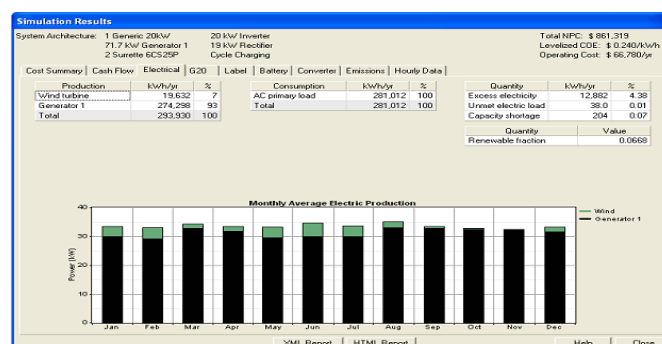 Simulation Results
System Architecture: 1 Generic 20kW 20 kW Inverter Total NPC: $ 861,319
71.7 kW Generator 1 19 kW Rectifier Levelized COE: $ 0.240/kWh
2 Surrette 6CS25P Cycle Charging Operating Cost: $ 66,780/yr
Cost Summary Cash Flow Electrical G20 Label Battery Converter Emissions Hourly Data
Production kWh/yr % Consumption kWh/yr % Quantity kWh/yr %
Wind turbine 19,632 7 AC primary load 281,012 100 Excess electricity 12,882 4.38
Generator 1 274,298 93 Total 281,012 100 Unmet electric load 38.0 0.01
Total 293,930 100 Capacity shortage 204 0.07
Quantity Value
Renewable fraction 0.0668
Monthly Average Electric Production
40
30
20
10
0
Power (kW)
Jan Feb Mar Apr May Jun Jul Aug Sep Oct Nov Dec
Wind
Generator 1
XML Report HTML Report Help Close